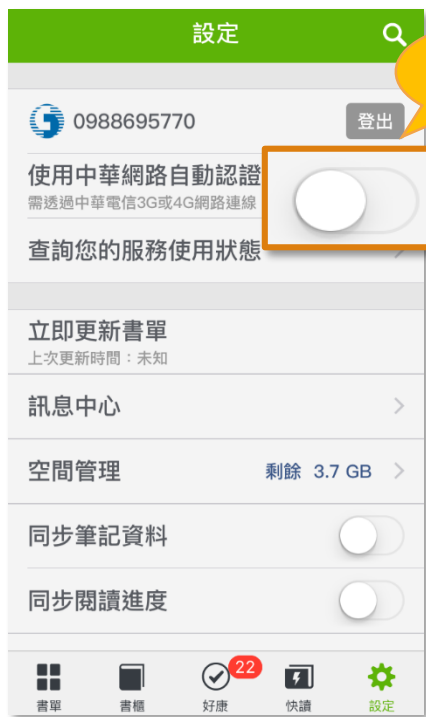 設定
0988695770
登出
使用中華網路自動認證
需透過中華電信3G或4G網路連線
查詢您的服務使用狀態
立即更新書單
上次更新時間：未知
訊息中心
空間管理 剩餘 3.7 GB
同步筆記資料
同步閱讀進度
22
書單 書櫃 好康 快讀 設定